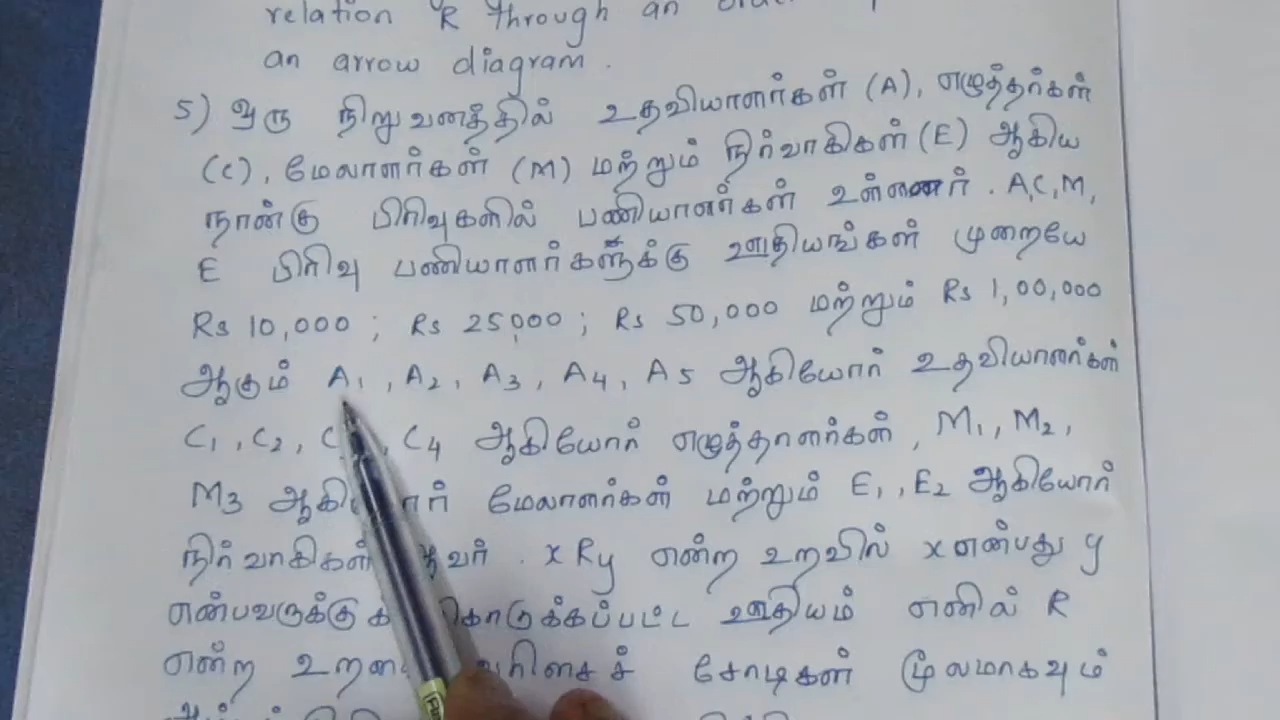 relation R through an
an arrow diagram.
5) ஒரு நிறுவனத்தில் உதவியாளர்கள் (A), எழுத்தர்கள்
(C), மேலாளர்கள் (M) மற்றும் நிர்வாகிகள் (E) ஆகிய
நான்கு பிரிவுகளில் பணியாளர்கள் உள்ளனர். A,C,M,
E பிரிவு பணியாளர்களுக்கு ஊதியங்கள் முறையே
Rs 10,000 ; Rs 25,000 ; Rs 50,000 மற்றும் Rs 1,00,000
ஆகும் A1, A2, A3, A4, A5 ஆகியோர் உதவியாளர்கள்
C1, C2, C , C4 ஆகியோர் எழுத்தாளர்கள், M1, M2,
M3 மேலாளர்கள் மற்றும் E1, E2 ஆகியோர்
நிர்வாகிகள் . xRy என்ற உறவில் x என்பது y
என்பவருக்குக் கொடுக்கப்பட்ட ஊதியம் எனில் R
என்ற சோடிகள் மூலமாகவும்